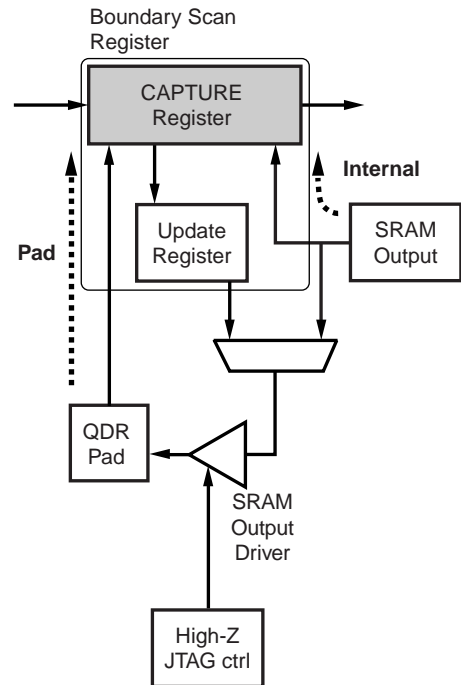 Boundary Scan
Register
CAPTURE
Register
Internal
Pad
Update
Register
SRAM
Output
QDR
Pad
SRAM
Output
Driver
High-Z
JTAG ctrl